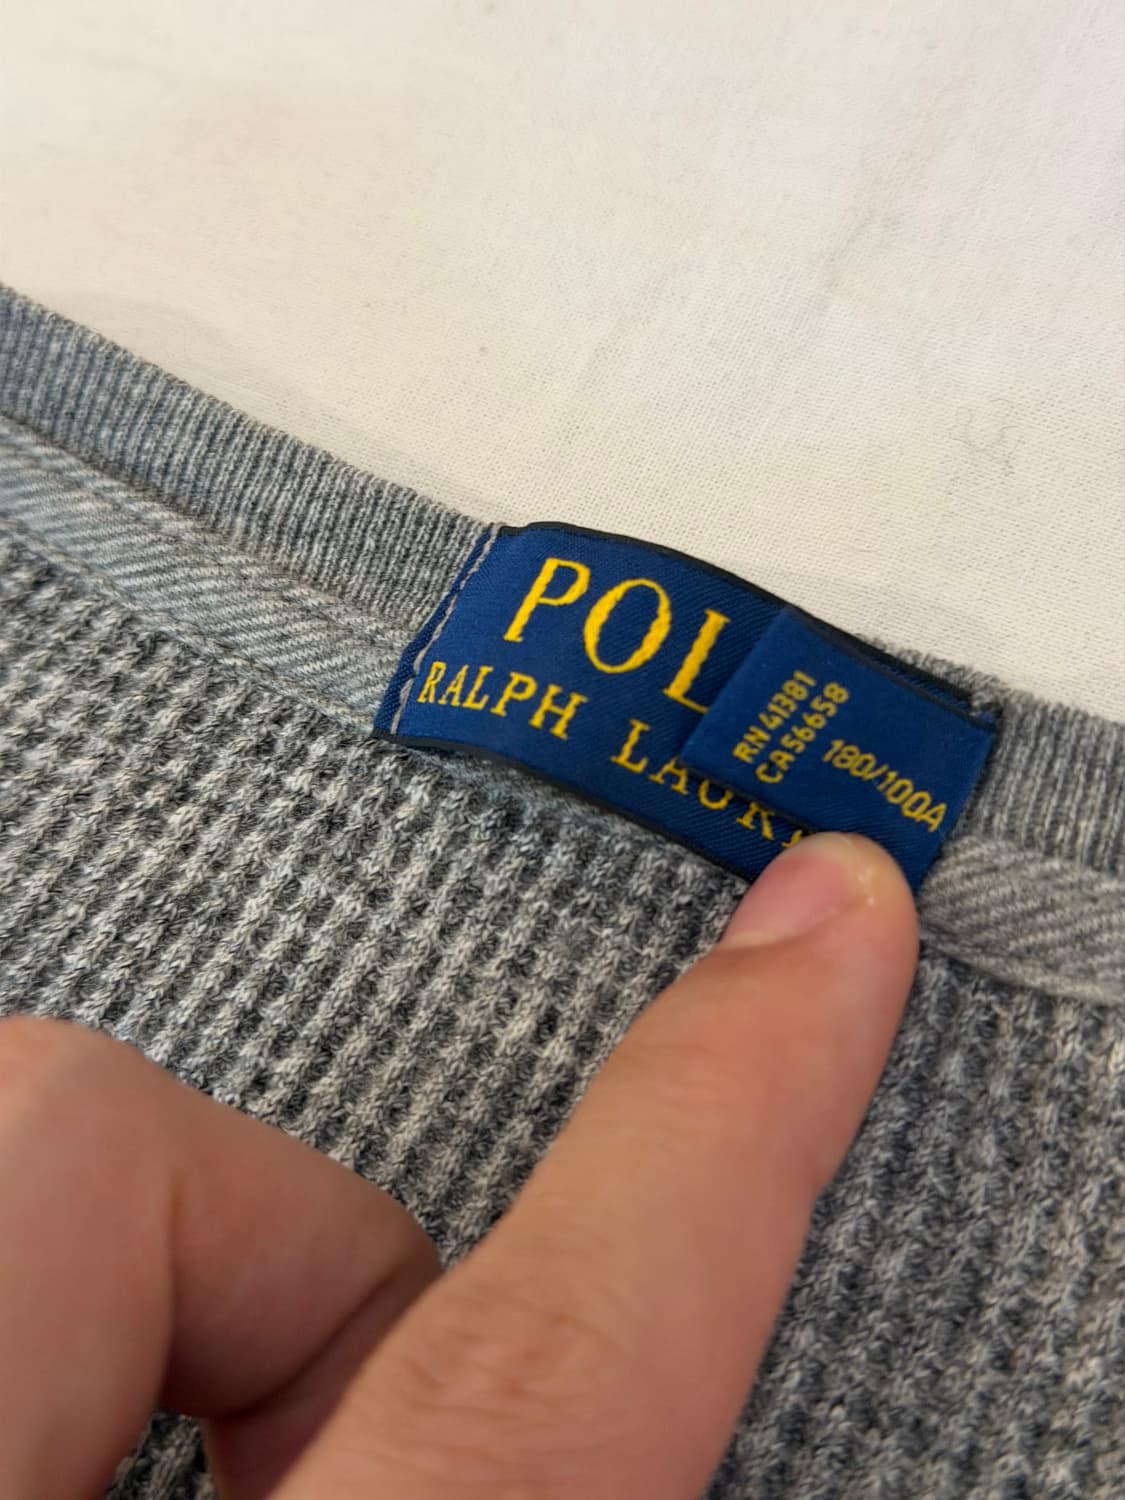 POL
RALPH LAUR
RN 41381
CA56658
180/100A